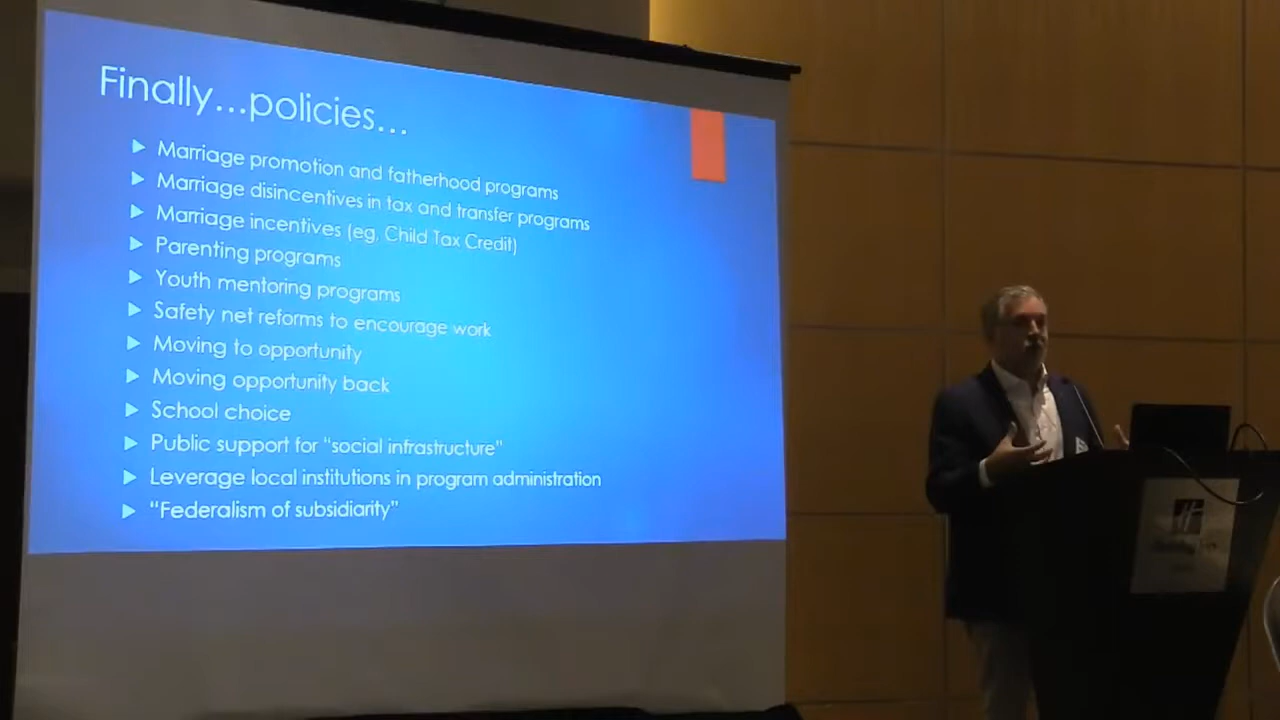 Finally...policies...
Marriage promotion and fatherhood programs
Marriage disincentives in tax and transfer programs
Marriage incentives (eg, Child Tax Credit)
Parenting programs
Youth mentoring programs
Safety net reforms to encourage work
Moving to opportunity
Moving opportunity back
School choice
Public support for "social infrastructure"
Leverage local institutions in program administration
"Federalism of subsidiarity"